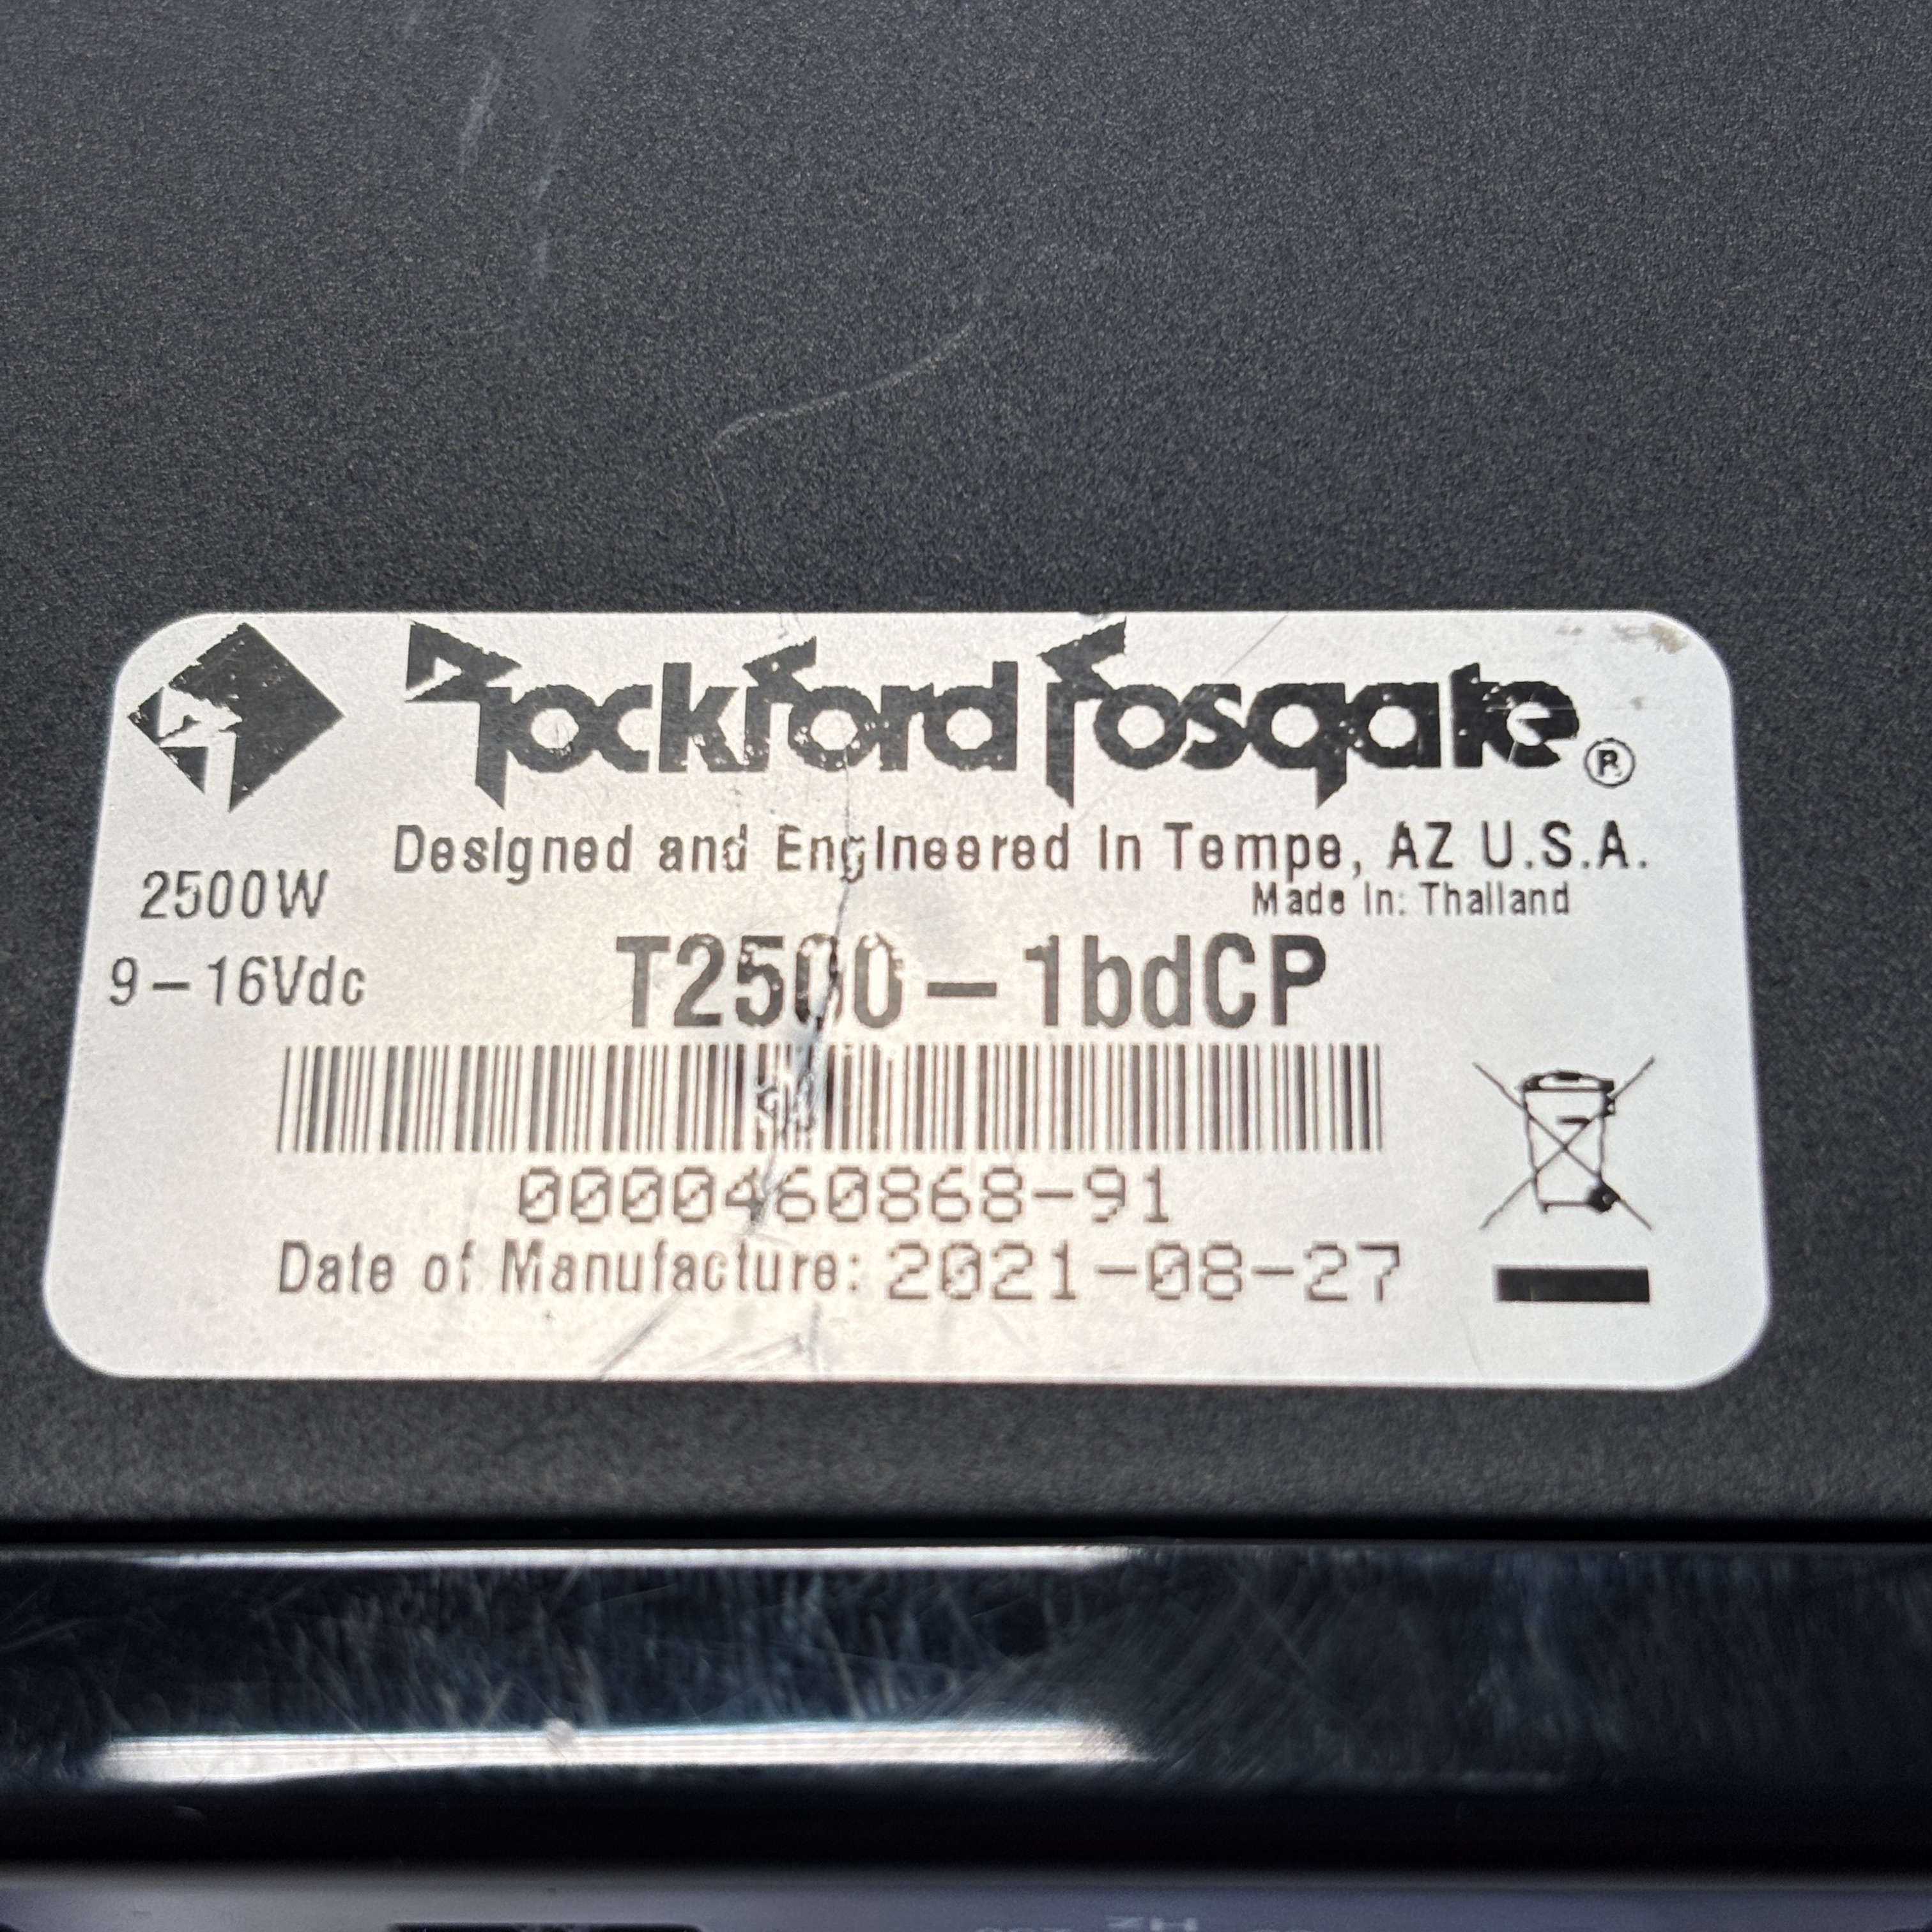 Rockford Fosgate®
Designed and Engineered In Tempe, AZ U.S.A.
Made In: Thailand
2500W
9-16Vdc
T2500-1bdCP
0000460868-91
Date of Manufacture: 2021-08-27